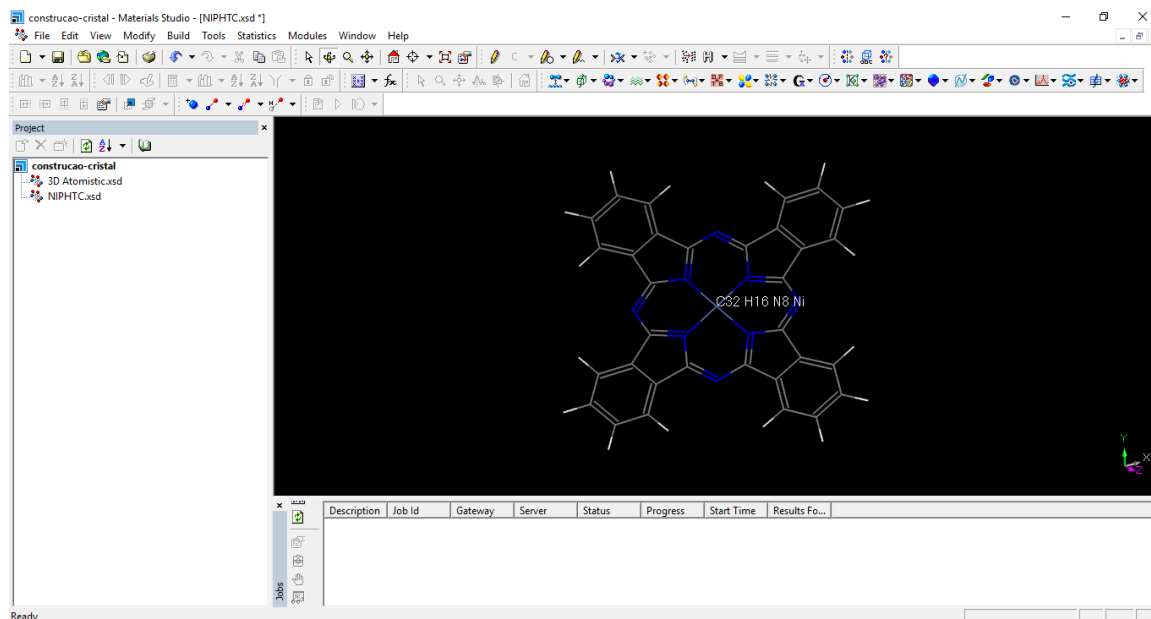 construcao-cristal - Materials Studio - [NIPHTC.xsd *]
File Edit View Modify Build Tools Statistics Modules Window Help
Project
construcao-cristal
3D Atomistic.xsd
NIPHTC.xsd
C32 H16 N8 Ni
Y
X
Z
Description Job Id Gateway Server Status Progress Start Time Results Fo...
Jobs
Ready